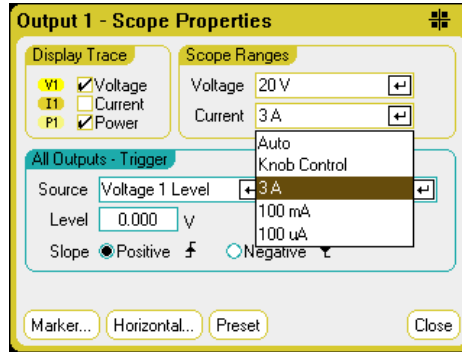 Output 1 - Scope Properties
Display Trace
V1 Voltage
I1 Current
P1 Power
Scope Ranges
Voltage 20 V
Current 3 A
Auto
Knob Control
3 A
100 mA
100 uA
All Outputs - Trigger
Source Voltage 1 Level
Level 0.000 V
Slope Positive Negative
Marker... Horizontal... Preset Close